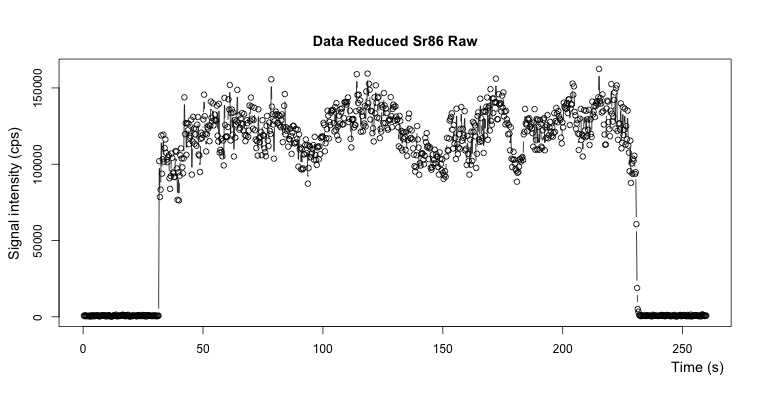 Data Reduced Sr86 Raw
Signal intensity (cps)
150000
100000
50000
0
0 50 100 150 200 250
Time (s)